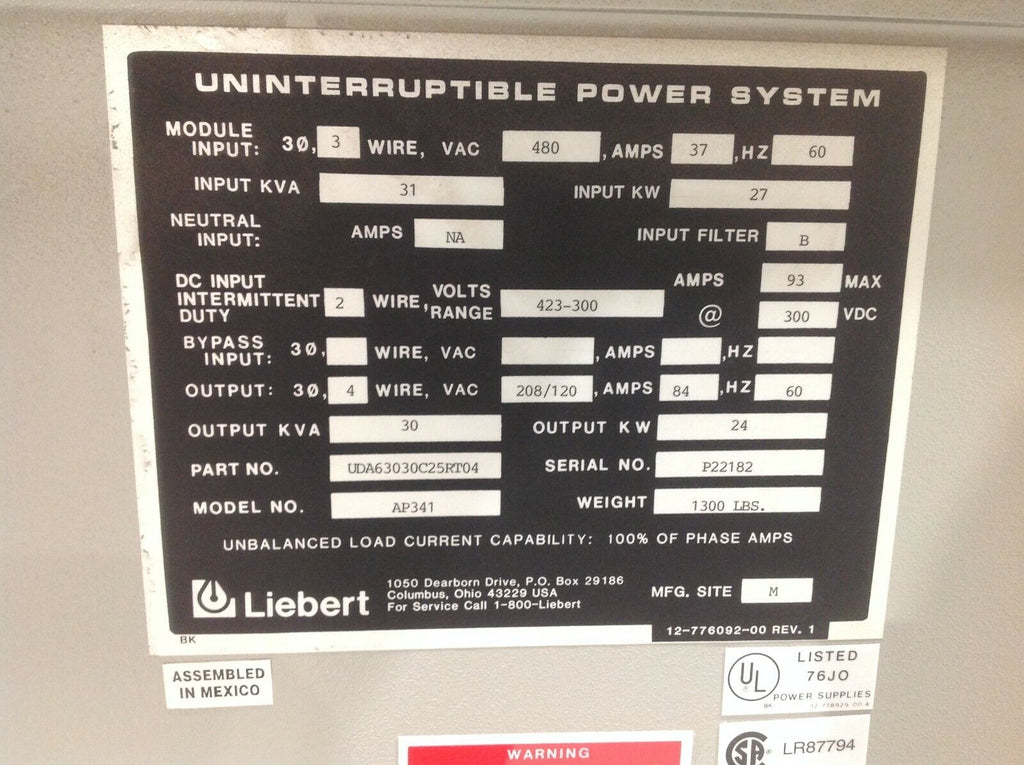 UNINTERRUPTIBLE POWER SYSTEM
MODULE INPUT: 3Ø, 3 WIRE, VAC 480, AMPS 37, HZ 60
INPUT KVA 31 INPUT KW 27
NEUTRAL INPUT: AMPS NA INPUT FILTER B
DC INPUT INTERMITTENT DUTY 2 WIRE, VOLTS RANGE 423-300 AMPS 93 MAX
@ 300 VDC
BYPASS INPUT: 3Ø, WIRE, VAC , AMPS ,HZ
OUTPUT: 3Ø, 4 WIRE, VAC 208/120, AMPS 84 ,HZ 60
OUTPUT KVA 30 OUTPUT KW 24
PART NO. UDA63030C25RT04 SERIAL NO. P22182
MODEL NO. AP341 WEIGHT 1300 LBS.
UNBALANCED LOAD CURRENT CAPABILITY: 100% OF PHASE AMPS
Liebert
1050 Dearborn Drive, P.O. Box 29186
Columbus, Ohio 43229 USA
For Service Call 1-800-Liebert
MFG. SITE M
BK
12-776092-00 REV. 1
ASSEMBLED
IN MEXICO
UL
LISTED
76JO
POWER SUPPLIES
BK
WARNING
LR87794